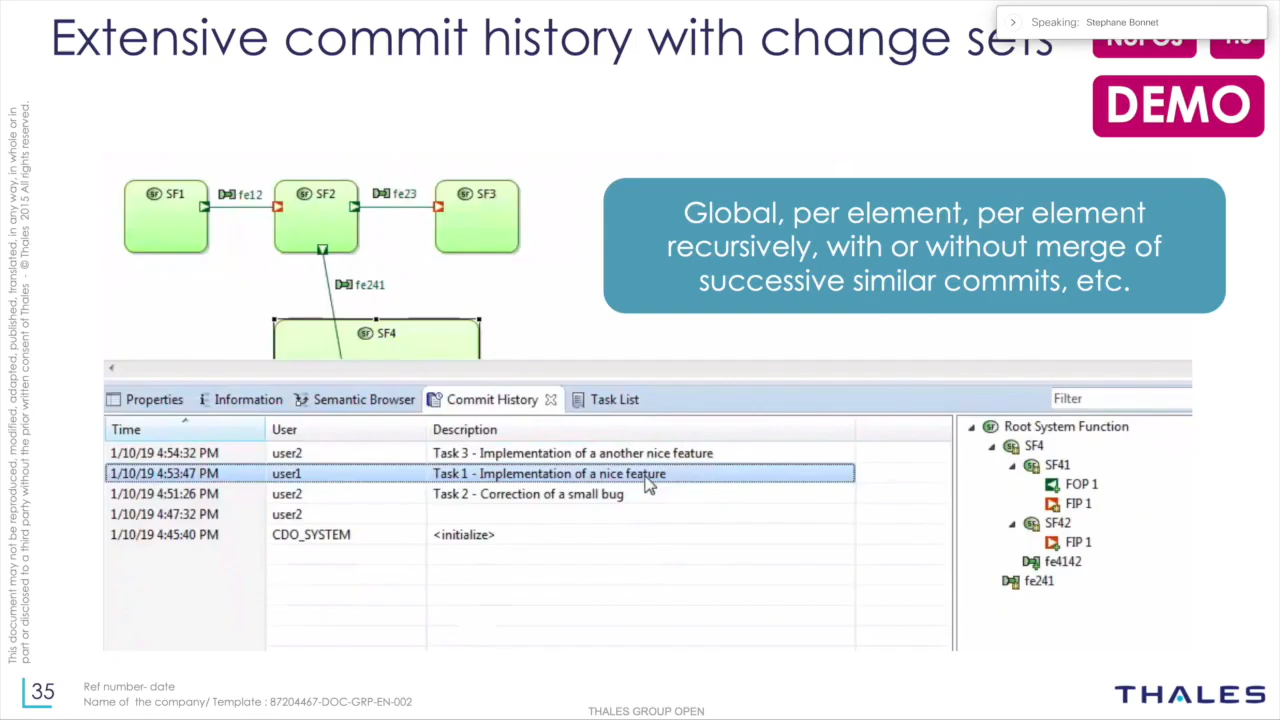 Extensive commit history with change sets
Speaking: Stephane Bonnet
DEMO
This document may not be reproduced, modified, adapted, published, translated, in any way, in whole or in
part or disclosed to a third party without the prior written consent of Thales - © Thales 2015 All rights reserved.
SF1
fe12
SF2
fe23
SF3
fe241
SF4
Global, per element, per element
recursively, with or without merge of
successive similar commits, etc.
Properties Information Semantic Browser Commit History Task List
Filter
Time User Description
1/10/19 4:54:32 PM user2 Task 3 - Implementation of a another nice feature
1/10/19 4:53:47 PM user1 Task 1 - Implementation of a nice feature
1/10/19 4:51:26 PM user2 Task 2 - Correction of a small bug
1/10/19 4:47:32 PM user2
1/10/19 4:45:40 PM CDO_SYSTEM <initialize>
Root System Function
SF4
SF41
FOP 1
FIP 1
SF42
FIP 1
fe4142
fe241
35
Ref number- date
Name of the company/ Template : 87204467-DOC-GRP-EN-002
THALES GROUP OPEN
THALES